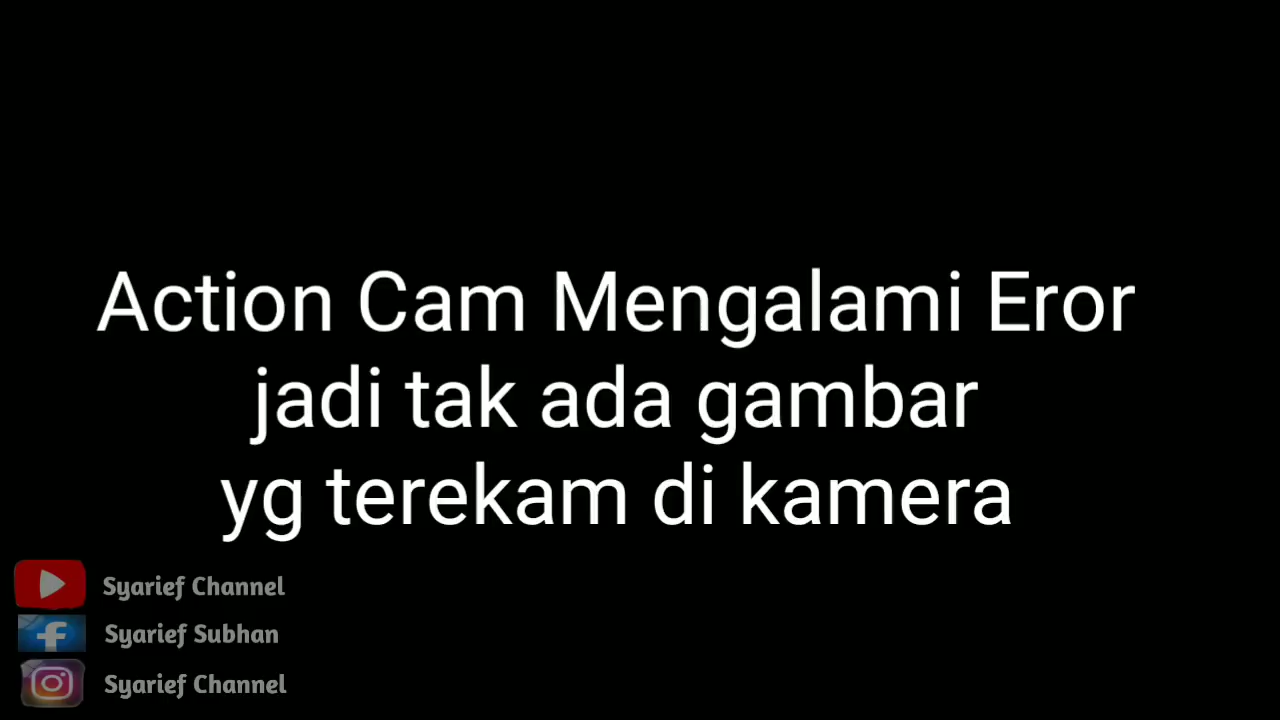 Action Cam Mengalami Eror
jadi tak ada gambar
yg terekam di kamera
Syarief Channel
Syarief Subhan
Syarief Channel